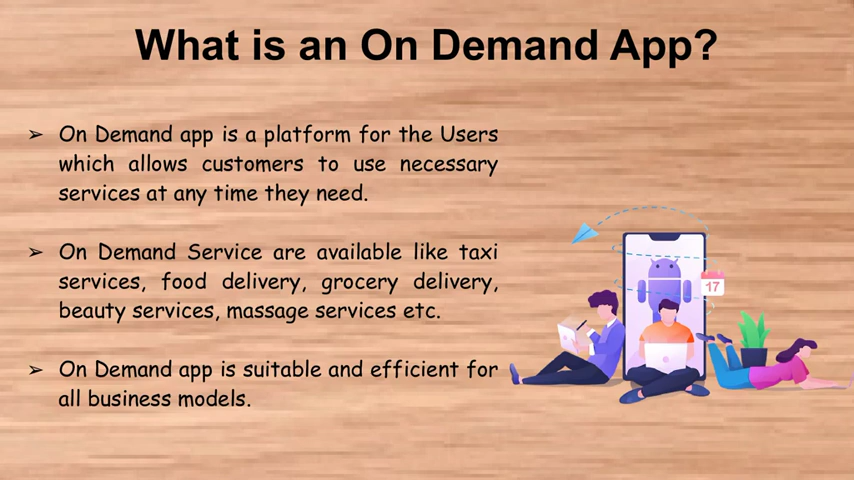 What is an On Demand App?
➢ On Demand app is a platform for the Users
which allows customers to use necessary
services at any time they need.
➢ On Demand Service are available like taxi
services, food delivery, grocery delivery,
beauty services, massage services etc.
➢ On Demand app is suitable and efficient for
all business models.
17